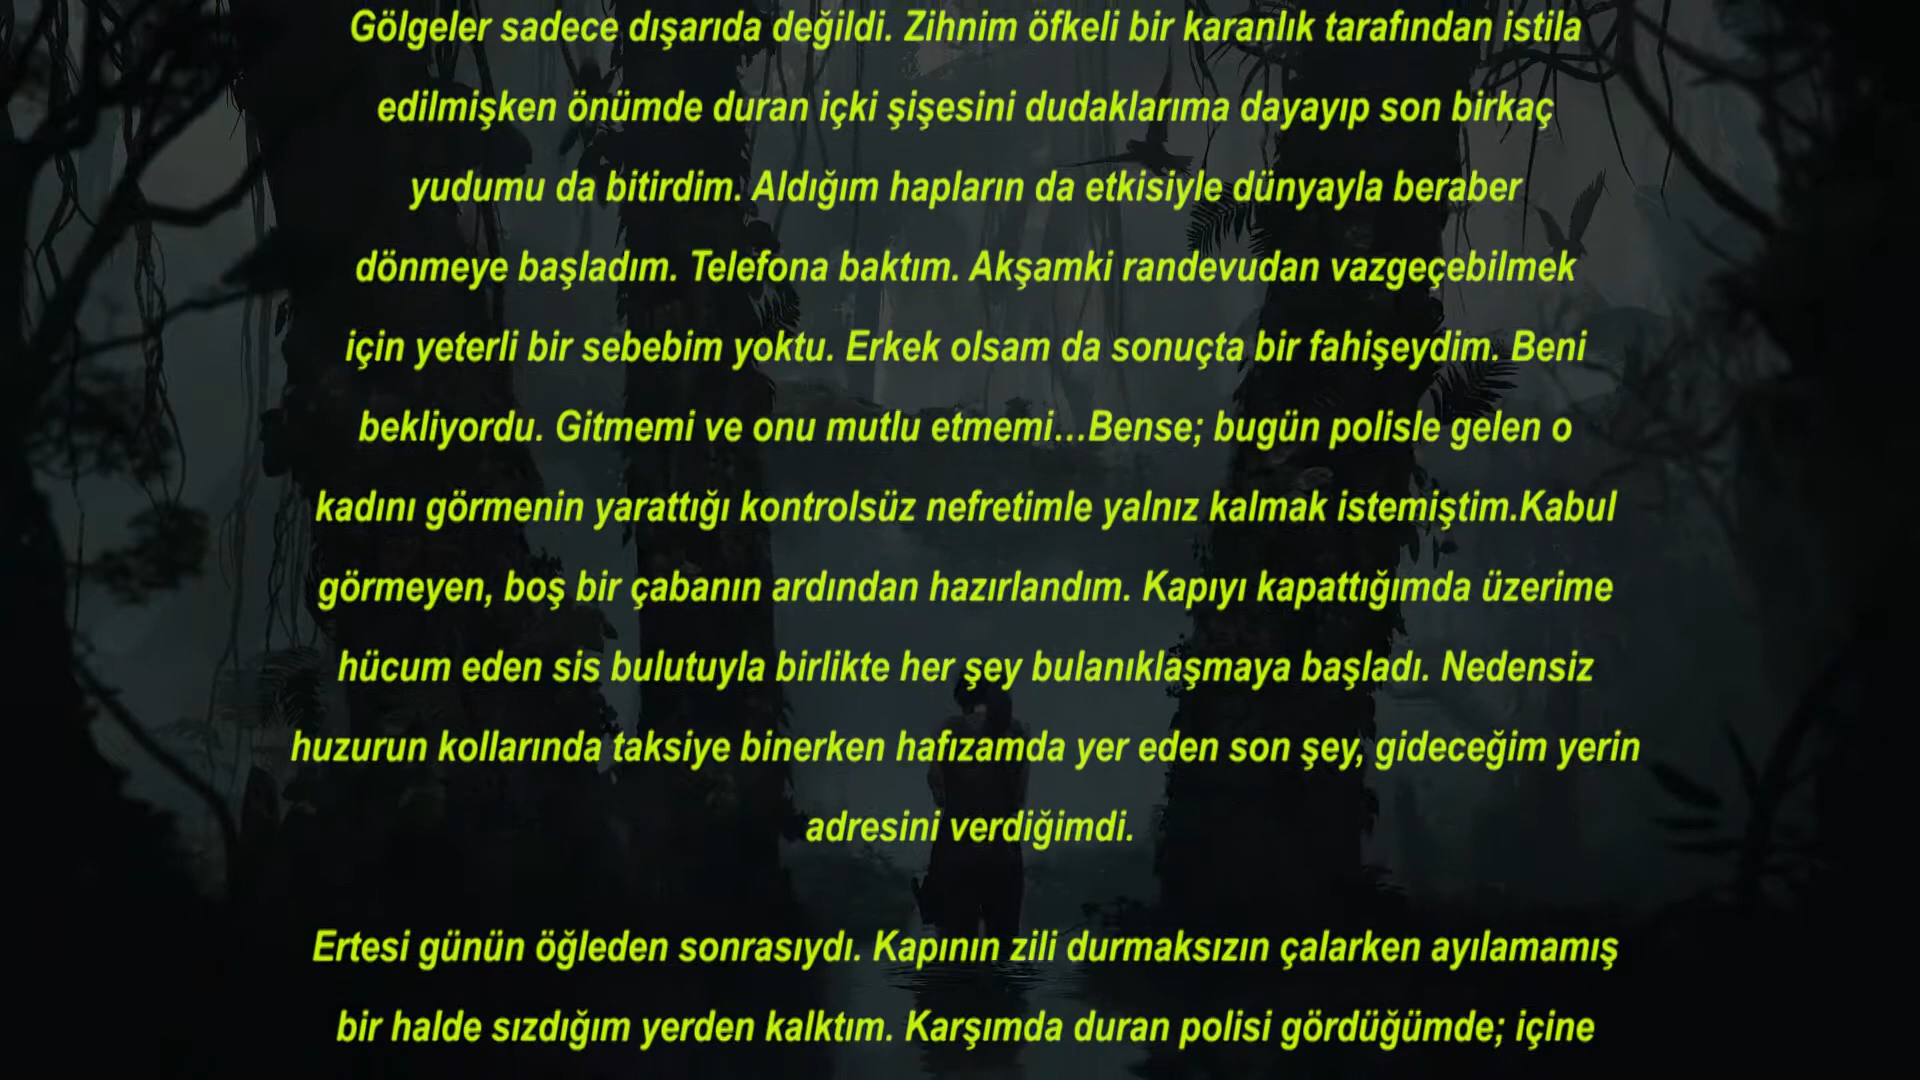 Gölgeler sadece dışarıda değildi. Zihnim öfkeli bir karanlık tarafından istila
edilmişken önümde duran içki şişesini dudaklarıma dayayıp son birkaç
yudumu da bitirdim. Aldığım hapların da etkisiyle dünyayla beraber
dönmeye başladım. Telefona baktım. Akşamki randevudan vazgeçebilmek
için yeterli bir sebebim yoktu. Erkek olsam da sonuçta bir fahişeydim. Beni
bekliyordu. Gitmemi ve onu mutlu etmemi...Bense; bugün polisle gelen o
kadını görmenin yarattığı kontrolsüz nefretimle yalnız kalmak istemiştim.Kabul
görmeyen, boş bir çabanın ardından hazırlandım. Kapıyı kapattığımda üzerime
hücum eden sis bulutuyla birlikte her şey bulanıklaşmaya başladı. Nedensiz
huzurun kollarında taksiye binerken hafızamda yer eden son şey, gideceğim yerin
adresini verdiğimdi.
Ertesi günün öğleden sonrasıydı. Kapının zili durmaksızın çalarken ayılamamış
bir halde sızdığım yerden kalktım. Karşımda duran polisi gördüğümde; içine